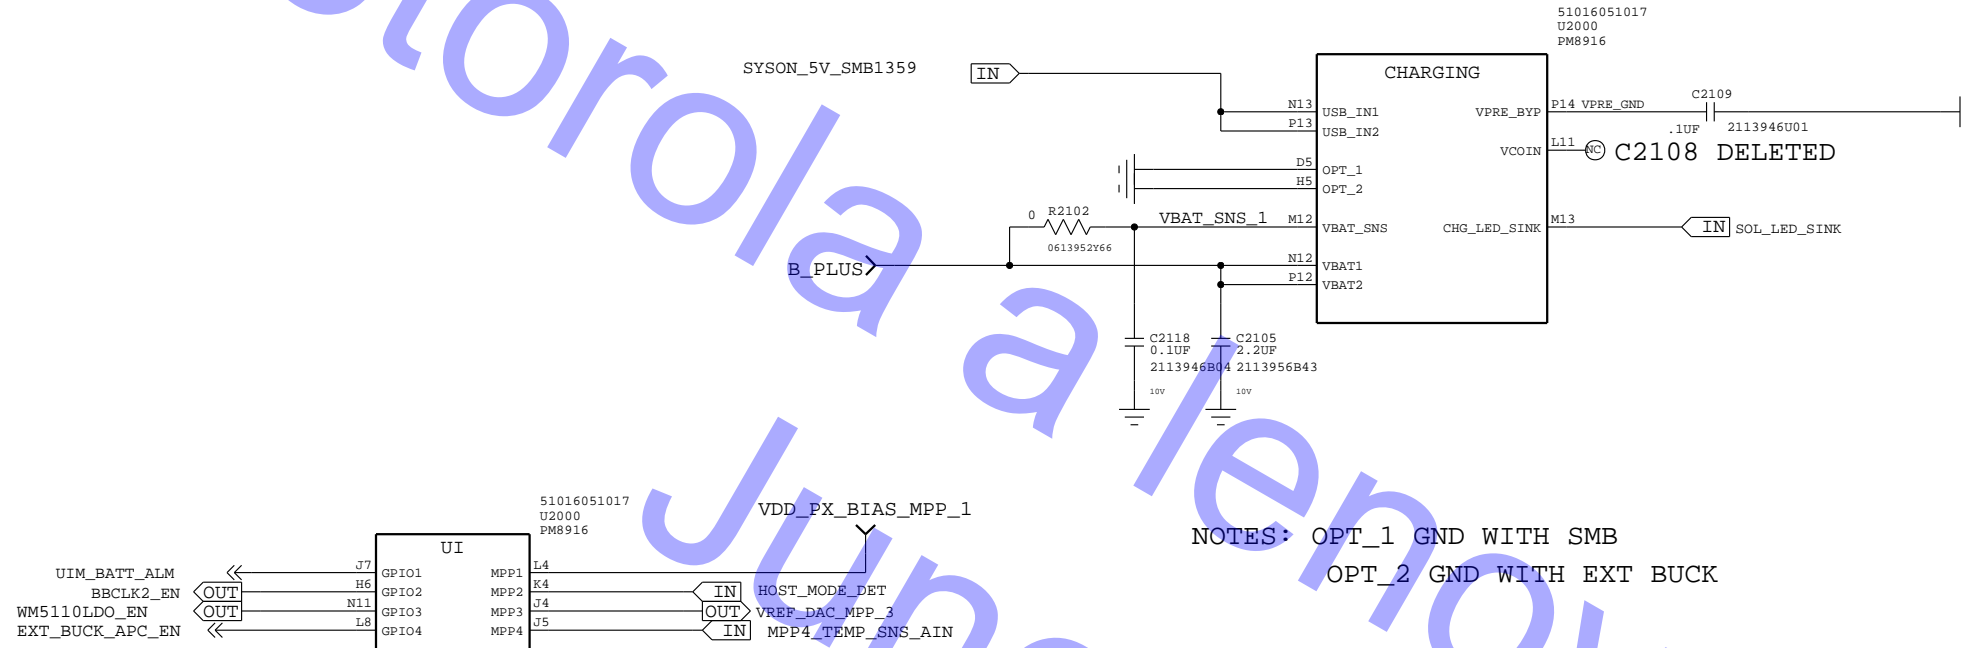 51016051017
U2000
PM8916
CHARGING
SYSON_5V_SMB1359
IN
N13 USB_IN1
P13 USB_IN2
D5 OPT_1
H5 OPT_2
M12 VBAT_SNS
N12 VBAT1
P12 VBAT2
VPRE_BYP P14 VPRE_GND
C2109
.1UF 2113946U01
VCOIN L11 NC C2108 DELETED
CHG_LED_SINK M13 IN SOL_LED_SINK
0 R2102
0613952Y66
VBAT_SNS_1
B_PLUS
C2118
0.1UF
2113946B04
10V
C2105
2.2UF
2113956B43
10V
51016051017
U2000
PM8916
UI
VDD_PX_BIAS_MPP_1
UIM_BATT_ALM J7 GPIO1
BBCLK2_EN OUT H6 GPIO2
WM5110LDO_EN OUT N11 GPIO3
EXT_BUCK_APC_EN L8 GPIO4
MPP1 L4
MPP2 K4 IN HOST_MODE_DET
MPP3 J4 OUT VREF_DAC_MPP_3
MPP4 J5 IN MPP4_TEMP_SNS_AIN
NOTES: OPT_1 GND WITH SMB
OPT_2 GND WITH EXT BUCK